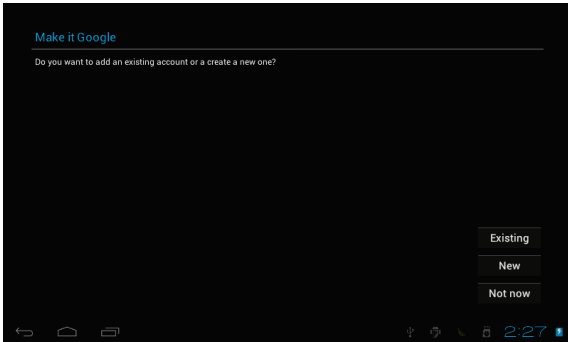 Make it Google
Do you want to add an existing account or a create a new one?
Existing
New
Not now
2:27